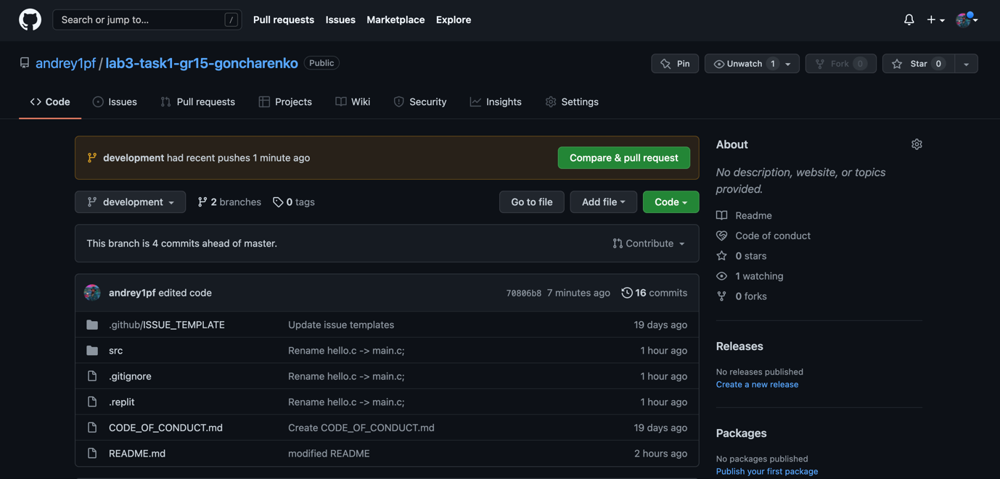 Search or jump to... /
Pull requests Issues Marketplace Explore
andrey1pf / lab3-task1-gr15-goncharenko Public
Pin Unwatch 1 Fork 0 Star 0
Code Issues Pull requests Projects Wiki Security Insights Settings
development had recent pushes 1 minute ago Compare & pull request
development 2 branches 0 tags Go to file Add file Code
This branch is 4 commits ahead of master. Contribute
andrey1pf edited code 70806b8 7 minutes ago 16 commits
.github/ISSUE_TEMPLATE Update issue templates 19 days ago
src Rename hello.c -> main.c; 1 hour ago
.gitignore Rename hello.c -> main.c; 1 hour ago
.replit Rename hello.c -> main.c; 1 hour ago
CODE_OF_CONDUCT.md Create CODE_OF_CONDUCT.md 19 days ago
README.md modified README 2 hours ago
About
No description, website, or topics
provided.
Readme
Code of conduct
0 stars
1 watching
0 forks
Releases
No releases published
Create a new release
Packages
No packages published
Publish your first package